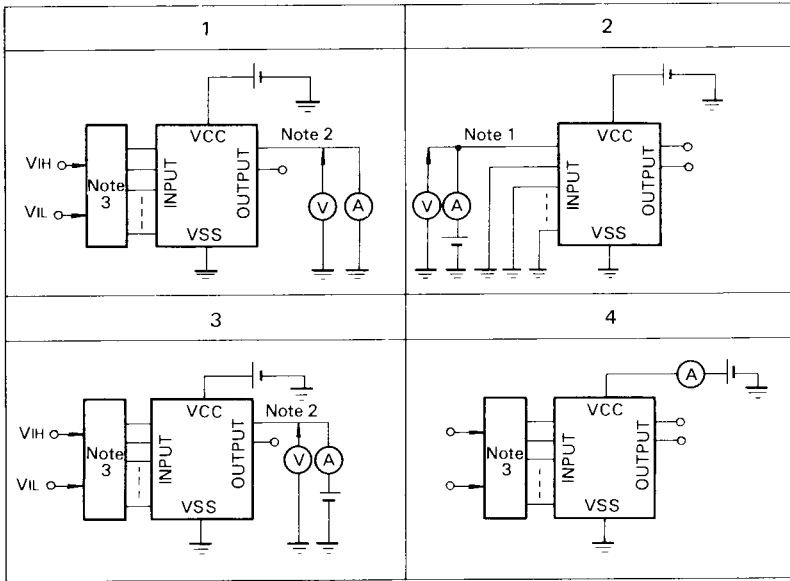 1
2
VCC
Note 2
VIH
VIL
Note
3
INPUT
OUTPUT
V
A
VSS
VCC
Note 1
V
A
INPUT
OUTPUT
VSS
3
4
VCC
Note 2
VIH
VIL
Note
3
INPUT
OUTPUT
V
A
VSS
A
VCC
Note
3
INPUT
OUTPUT
VSS